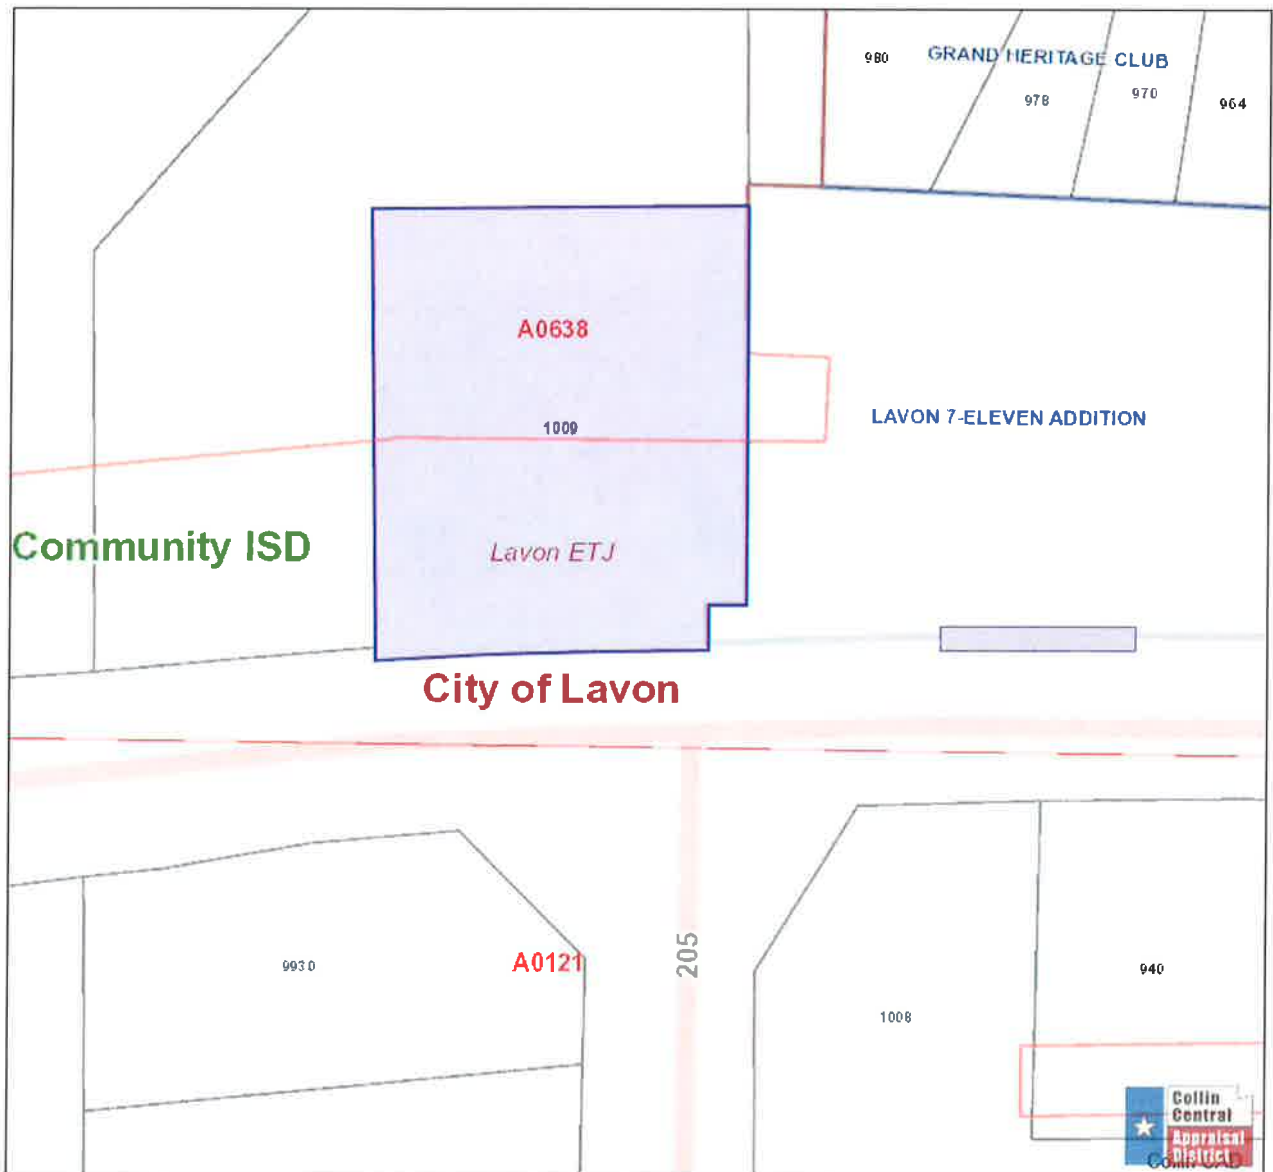 980
GRAND HERITAGE CLUB
978
970
964
A0638
1009
LAVON 7-ELEVEN ADDITION
Community ISD
Lavon ETJ
City of Lavon
205
9930
A0121
940
1008
Collin
Central
Appraisal
District